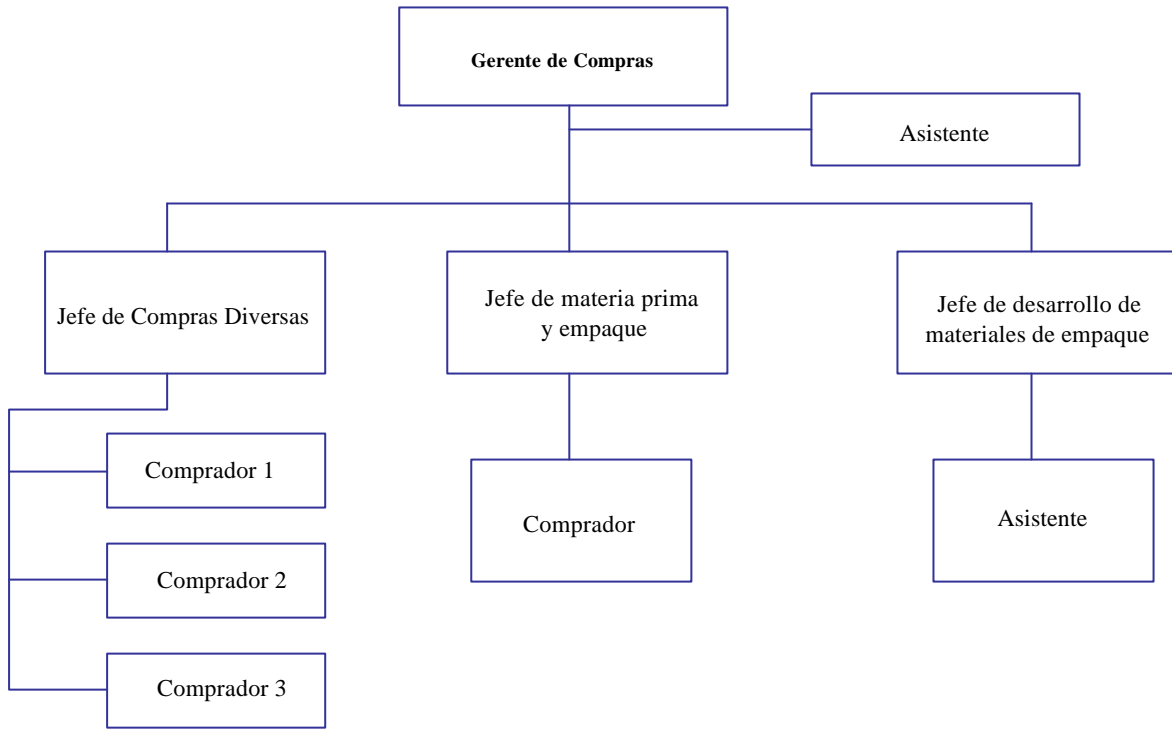 Gerente de Compras
Asistente
Jefe de Compras Diversas
Jefe de materia prima
y empaque
Jefe de desarrollo de
materiales de empaque
Comprador 1
Comprador 2
Comprador 3
Comprador
Asistente